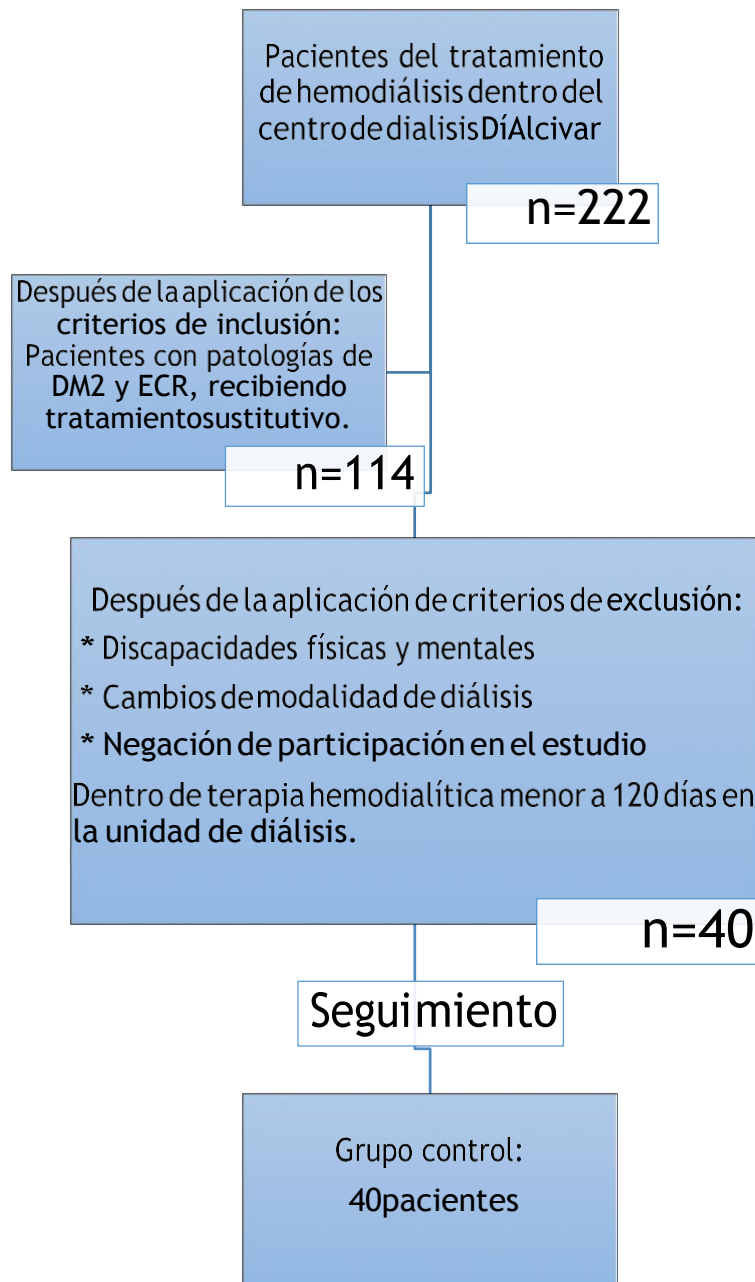 Pacientes del tratamiento
de hemodiálisis dentro del
centro de dialisis DíAlcivar
n=222
Después de la aplicación de los
criterios de inclusión:
Pacientes con patologías de
DM2 y ECR, recibiendo
tratamientosustitutivo.
n=114
Después de la aplicación de criterios de exclusión:
* Discapacidades físicas y mentales
* Cambios de modalidad de diálisis
* Negación de participación en el estudio
Dentro de terapia hemodialítica menor a 120 días en
la unidad de diálisis.
n=40
Seguimiento
Grupo control:
40pacientes